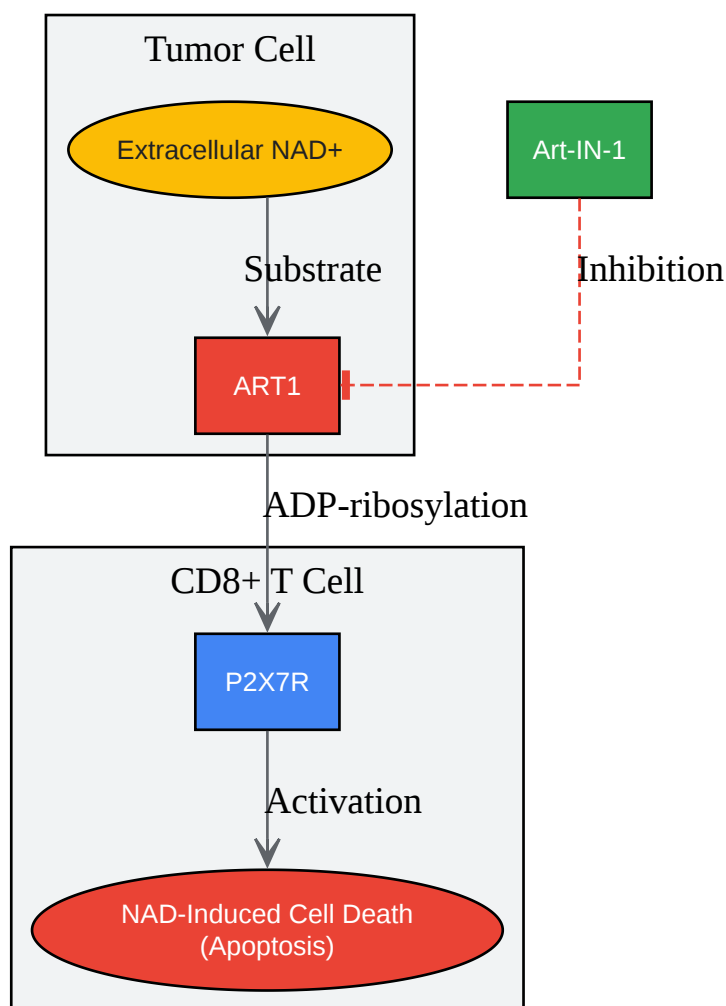 Tumor Cell
Extracellular NAD+
Art-IN-1
Substrate
Inhibition
ART1
ADP-ribosylation
CD8+ T Cell
P2X7R
Activation
NAD-Induced Cell Death
(Apoptosis)